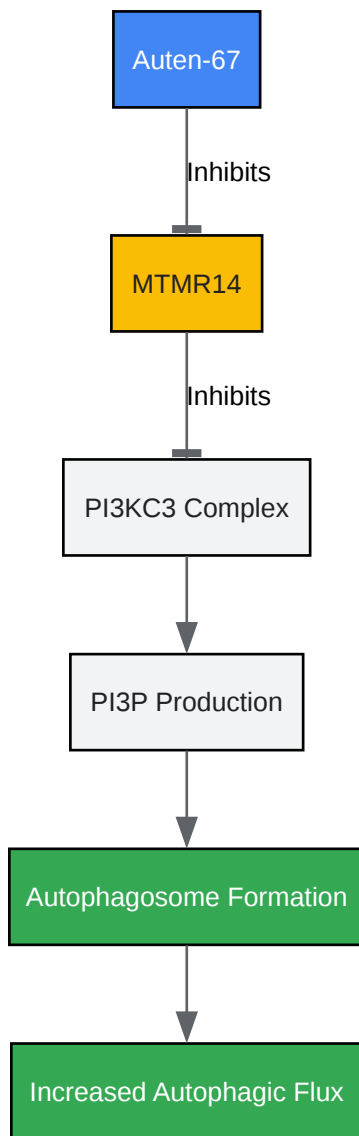 Auten-67
Inhibits
MTMR14
Inhibits
PI3KC3 Complex
PI3P Production
Autophagosome Formation
Increased Autophagic Flux